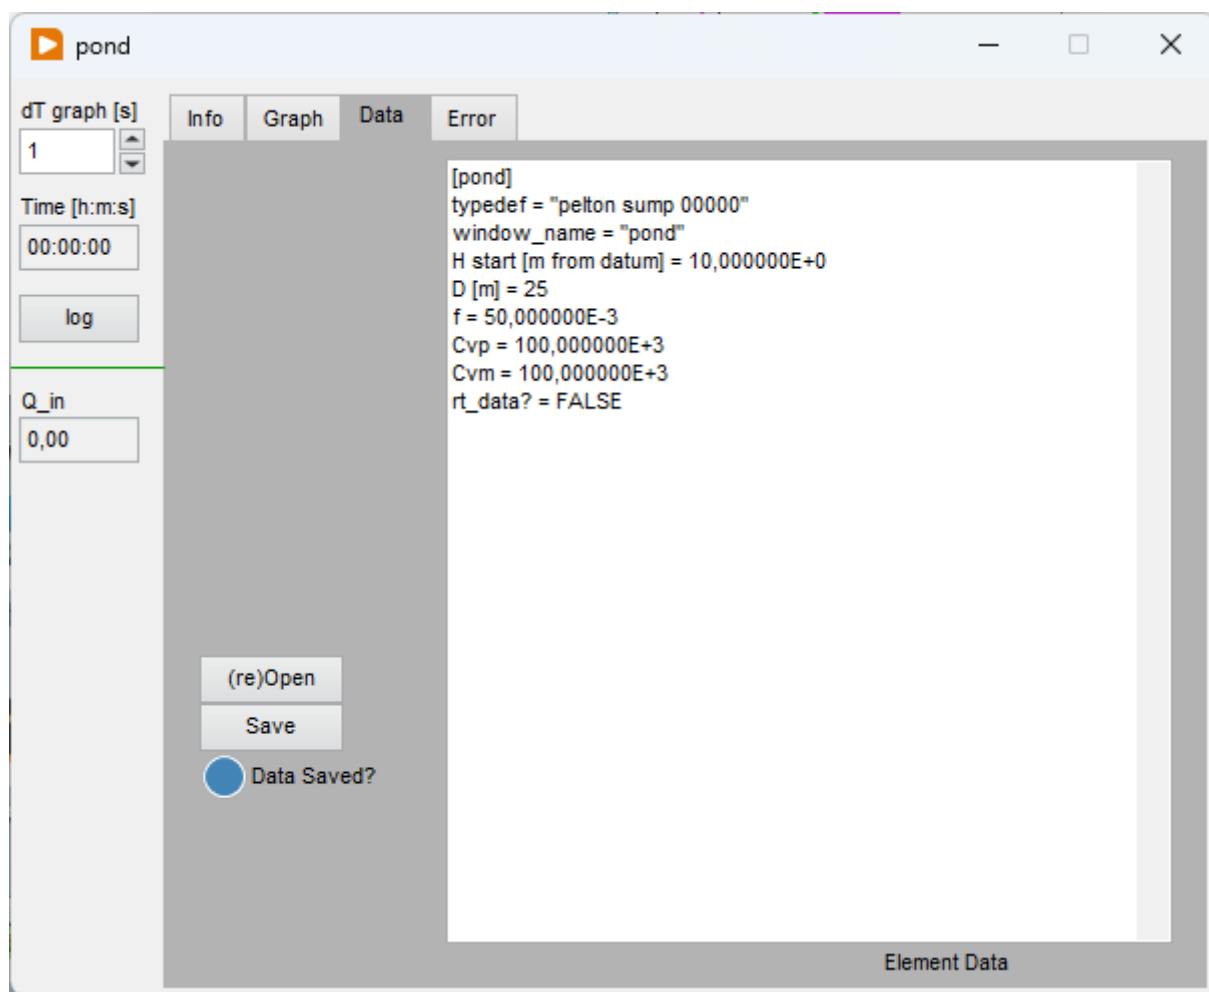 pond
dT graph [s]
1
Time [h:m:s]
00:00:00
log
Q_in
0,00
Info
Graph
Data
Error
[pond]
typedef = "pelton sump 00000"
window_name = "pond"
H start [m from datum] = 10,000000E+0
D [m] = 25
f = 50,000000E-3
Cvp = 100,000000E+3
Cvm = 100,000000E+3
rt_data? = FALSE
(re)Open
Save
Data Saved?
Element Data